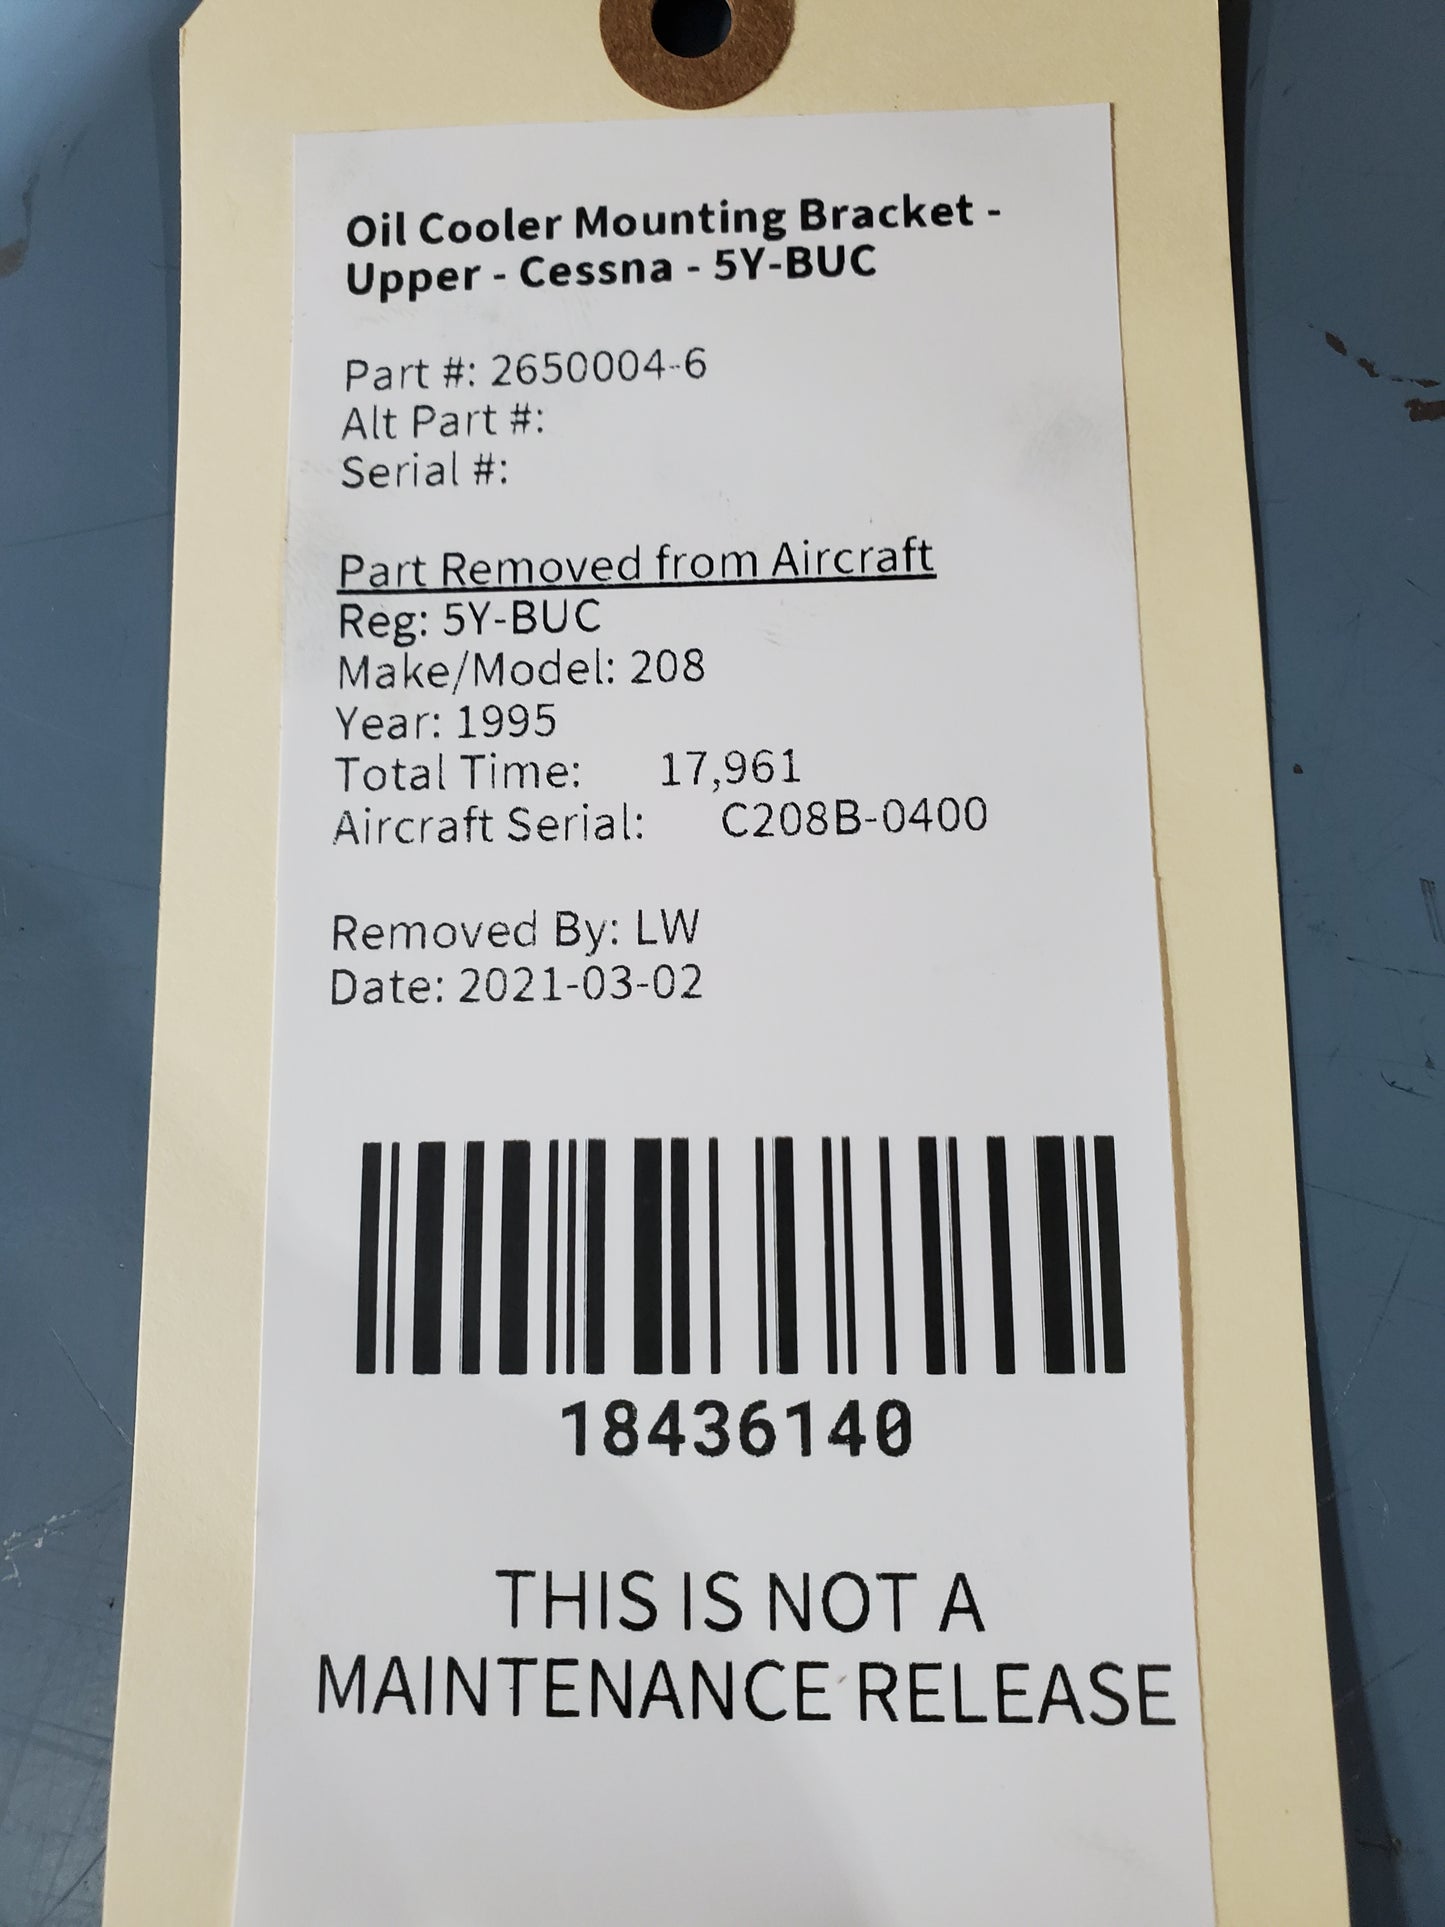 Oil Cooler Mounting Bracket -
Upper - Cessna - 5Y-BUC
Part #: 2650004-6
Alt Part #:
Serial #:
Part Removed from Aircraft
Reg: 5Y-BUC
Make/Model: 208
Year: 1995
Total Time: 17,961
Aircraft Serial: C208B-0400
Removed By: LW
Date: 2021-03-02
18436140
THIS IS NOT A
MAINTENANCE RELEASE